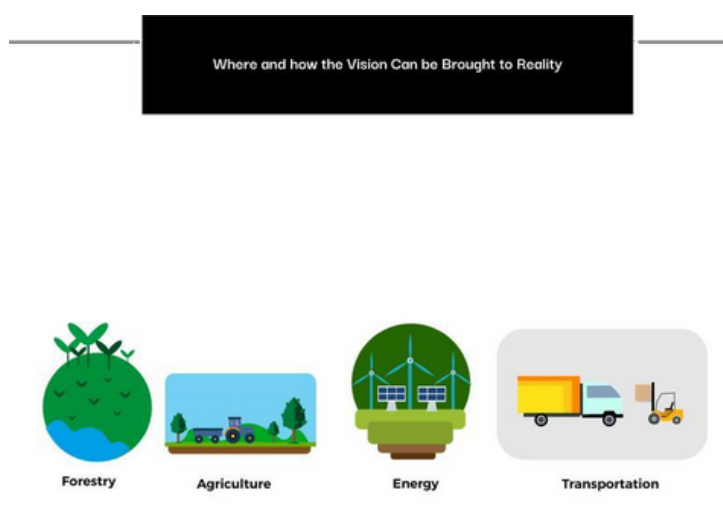 Where and how the Vision Can be Brought to Reality
Forestry
Agriculture
Energy
Transportation